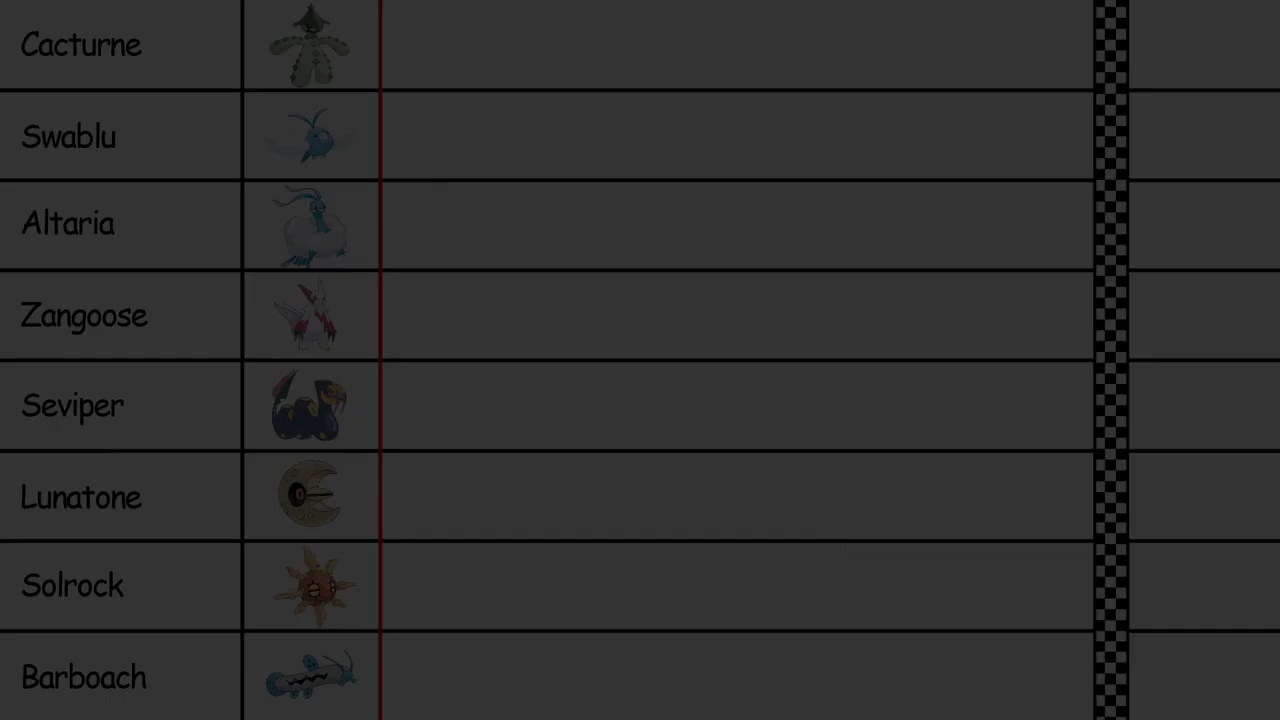 Cacturne
Swablu
Altaria
Zangoose
Seviper
Lunatone
Solrock
Barboach